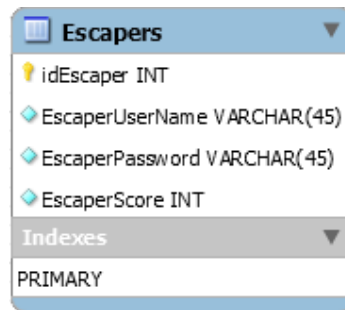 Escapers
idEscaper INT
EscaperUserName VARCHAR(45)
EscaperPassword VARCHAR(45)
EscaperScore INT
Indexes
PRIMARY